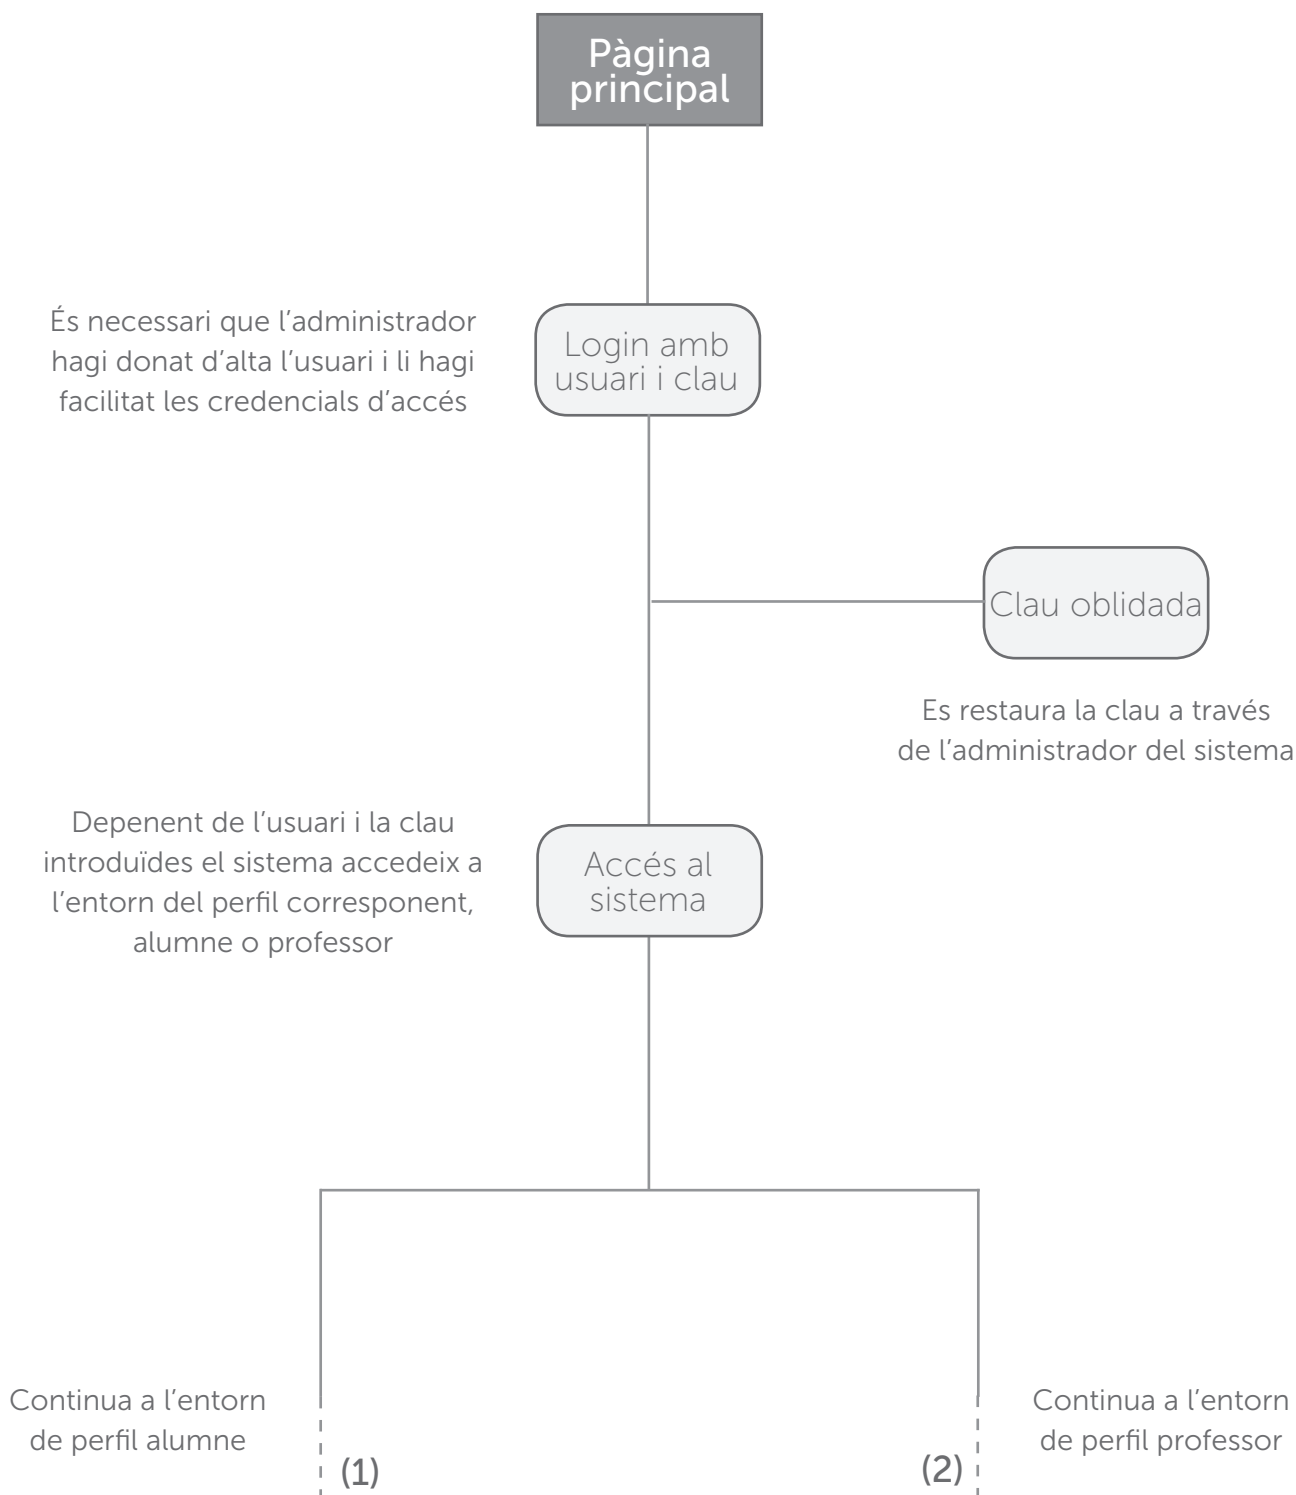 Pàgina
principal
És necessari que l’administrador
hagi donat d’alta l’usuari i li hagi
facilitat les credencials d’accés
Login amb
usuari i clau
Clau oblidada
Es restaura la clau a través
de l’administrador del sistema
Depenent de l’usuari i la clau
introduïdes el sistema accedeix a
l’entorn del perfil corresponent,
alumne o professor
Accés al
sistema
Continua a l’entorn
de perfil alumne
(1)
(2)
Continua a l’entorn
de perfil professor